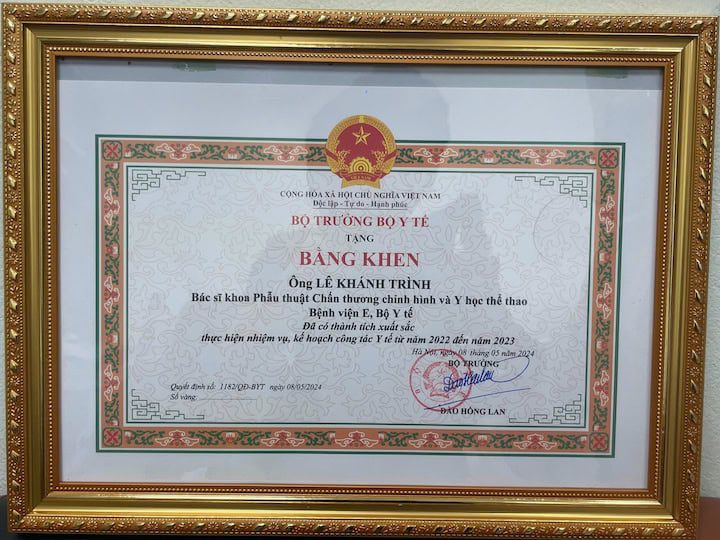 CỘNG HÒA XÃ HỘI CHỦ NGHĨA VIỆT NAM
Độc lập - Tự do - Hạnh phúc
BỘ TRƯỞNG BỘ Y TẾ
TẶNG
BẰNG KHEN
Ông LÊ KHÁNH TRÌNH
Bác sĩ khoa Phẫu thuật Chấn thương chỉnh hình và Y học thể thao
Bệnh viện E, Bộ Y tế
Đã có thành tích xuất sắc
thực hiện nhiệm vụ, kế hoạch công tác Y tế từ năm 2022 đến năm 2023
Hà Nội, ngày 08 tháng 05 năm 2024
BỘ TRƯỞNG
Quyết định số: 1182/QĐ-BYT ngày 08/05/2024
Số vàng:
ĐÀO HỒNG LAN